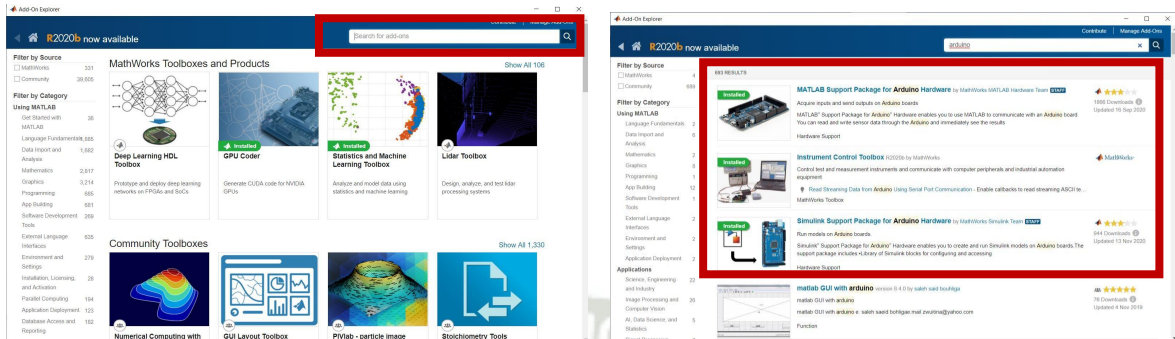 Add-On Explorer
Contribute | Manage Add-Ons
R2020b now available
Search for add-ons
Filter by Source
MathWorks 331
Community 39,605
Filter by Category
Using MATLAB
Get Started with MATLAB 36
Language Fundamentals
Data Import and Analysis 1,682
Mathematics 2,917
Graphics 3,214
Programming 685
App Building 681
Software Development Tools 269
External Language Interfaces 635
Environment and Settings 279
Installation, Licensing, and Activation 26
Parallel Computing 194
Application Deployment 123
Database Access and Reporting 162
MathWorks Toolboxes and Products
Show All 106
Deep Learning HDL Toolbox
Prototype and deploy deep learning networks on FPGAs and SoCs
Installed
GPU Coder
Generate CUDA code for NVIDIA GPUs
Installed
Statistics and Machine Learning Toolbox
Analyze and model data using statistics and machine learning
Lidar Toolbox
Design, analyze, and test lidar processing systems
Community Toolboxes
Show All 1,330
Numerical Computing with
GUI Layout Toolbox
PIVlab - particle image
Stoichiometry Tools
Add-On Explorer
Contribute | Manage Add-Ons
R2020b now available
arduino
Filter by Source
MathWorks 4
Community 689
Filter by Category
Using MATLAB
Language Fundamentals 2
Data Import and Analysis 6
Mathematics 2
Graphics 8
Programming 1
App Building 12
Software Development Tools 1
External Language Interfaces 2
Environment and Settings 2
Application Deployment 2
Applications
Science, Engineering and Industry 23
Image Processing and Computer Vision 20
AI, Data Science, and Statistics 5
693 RESULTS
Installed
MATLAB Support Package for Arduino Hardware by MathWorks MATLAB Hardware Team STAFF
Acquire inputs and send outputs on Arduino boards
MATLAB® Support Package for Arduino® Hardware enables you to use MATLAB to communicate with an Arduino board.
You can read and write sensor data through the Arduino and immediately see the results
Hardware Support
Downloads
Updated 16 Sep 2020
Installed
Instrument Control Toolbox R2020b by MathWorks
MathWorks
Control test and measurement instruments and communicate with computer peripherals and industrial automation
equipment
Read Streaming Data from Arduino Using Serial Port Communication - Enable callbacks to read streaming ASCII te...
MathWorks Toolbox
Installed
Simulink Support Package for Arduino Hardware by MathWorks Simulink Team STAFF
Run models on Arduino boards.
Simulink® Support Package for Arduino® Hardware enables you to create and run Simulink models on Arduino boards.The
support package includes •Library of Simulink blocks for configuring and accessing
Hardware Support
944 Downloads
Updated 13 Nov 2020
matlab GUI with arduino version 9.4.0 by saleh said bouhliga
matlab GUI with arduino
matlab GUI with arduino e. saleh saeid bohligae.mail zwuitina@yahoo.com
Function
76 Downloads
Updated 4 Nov 2019